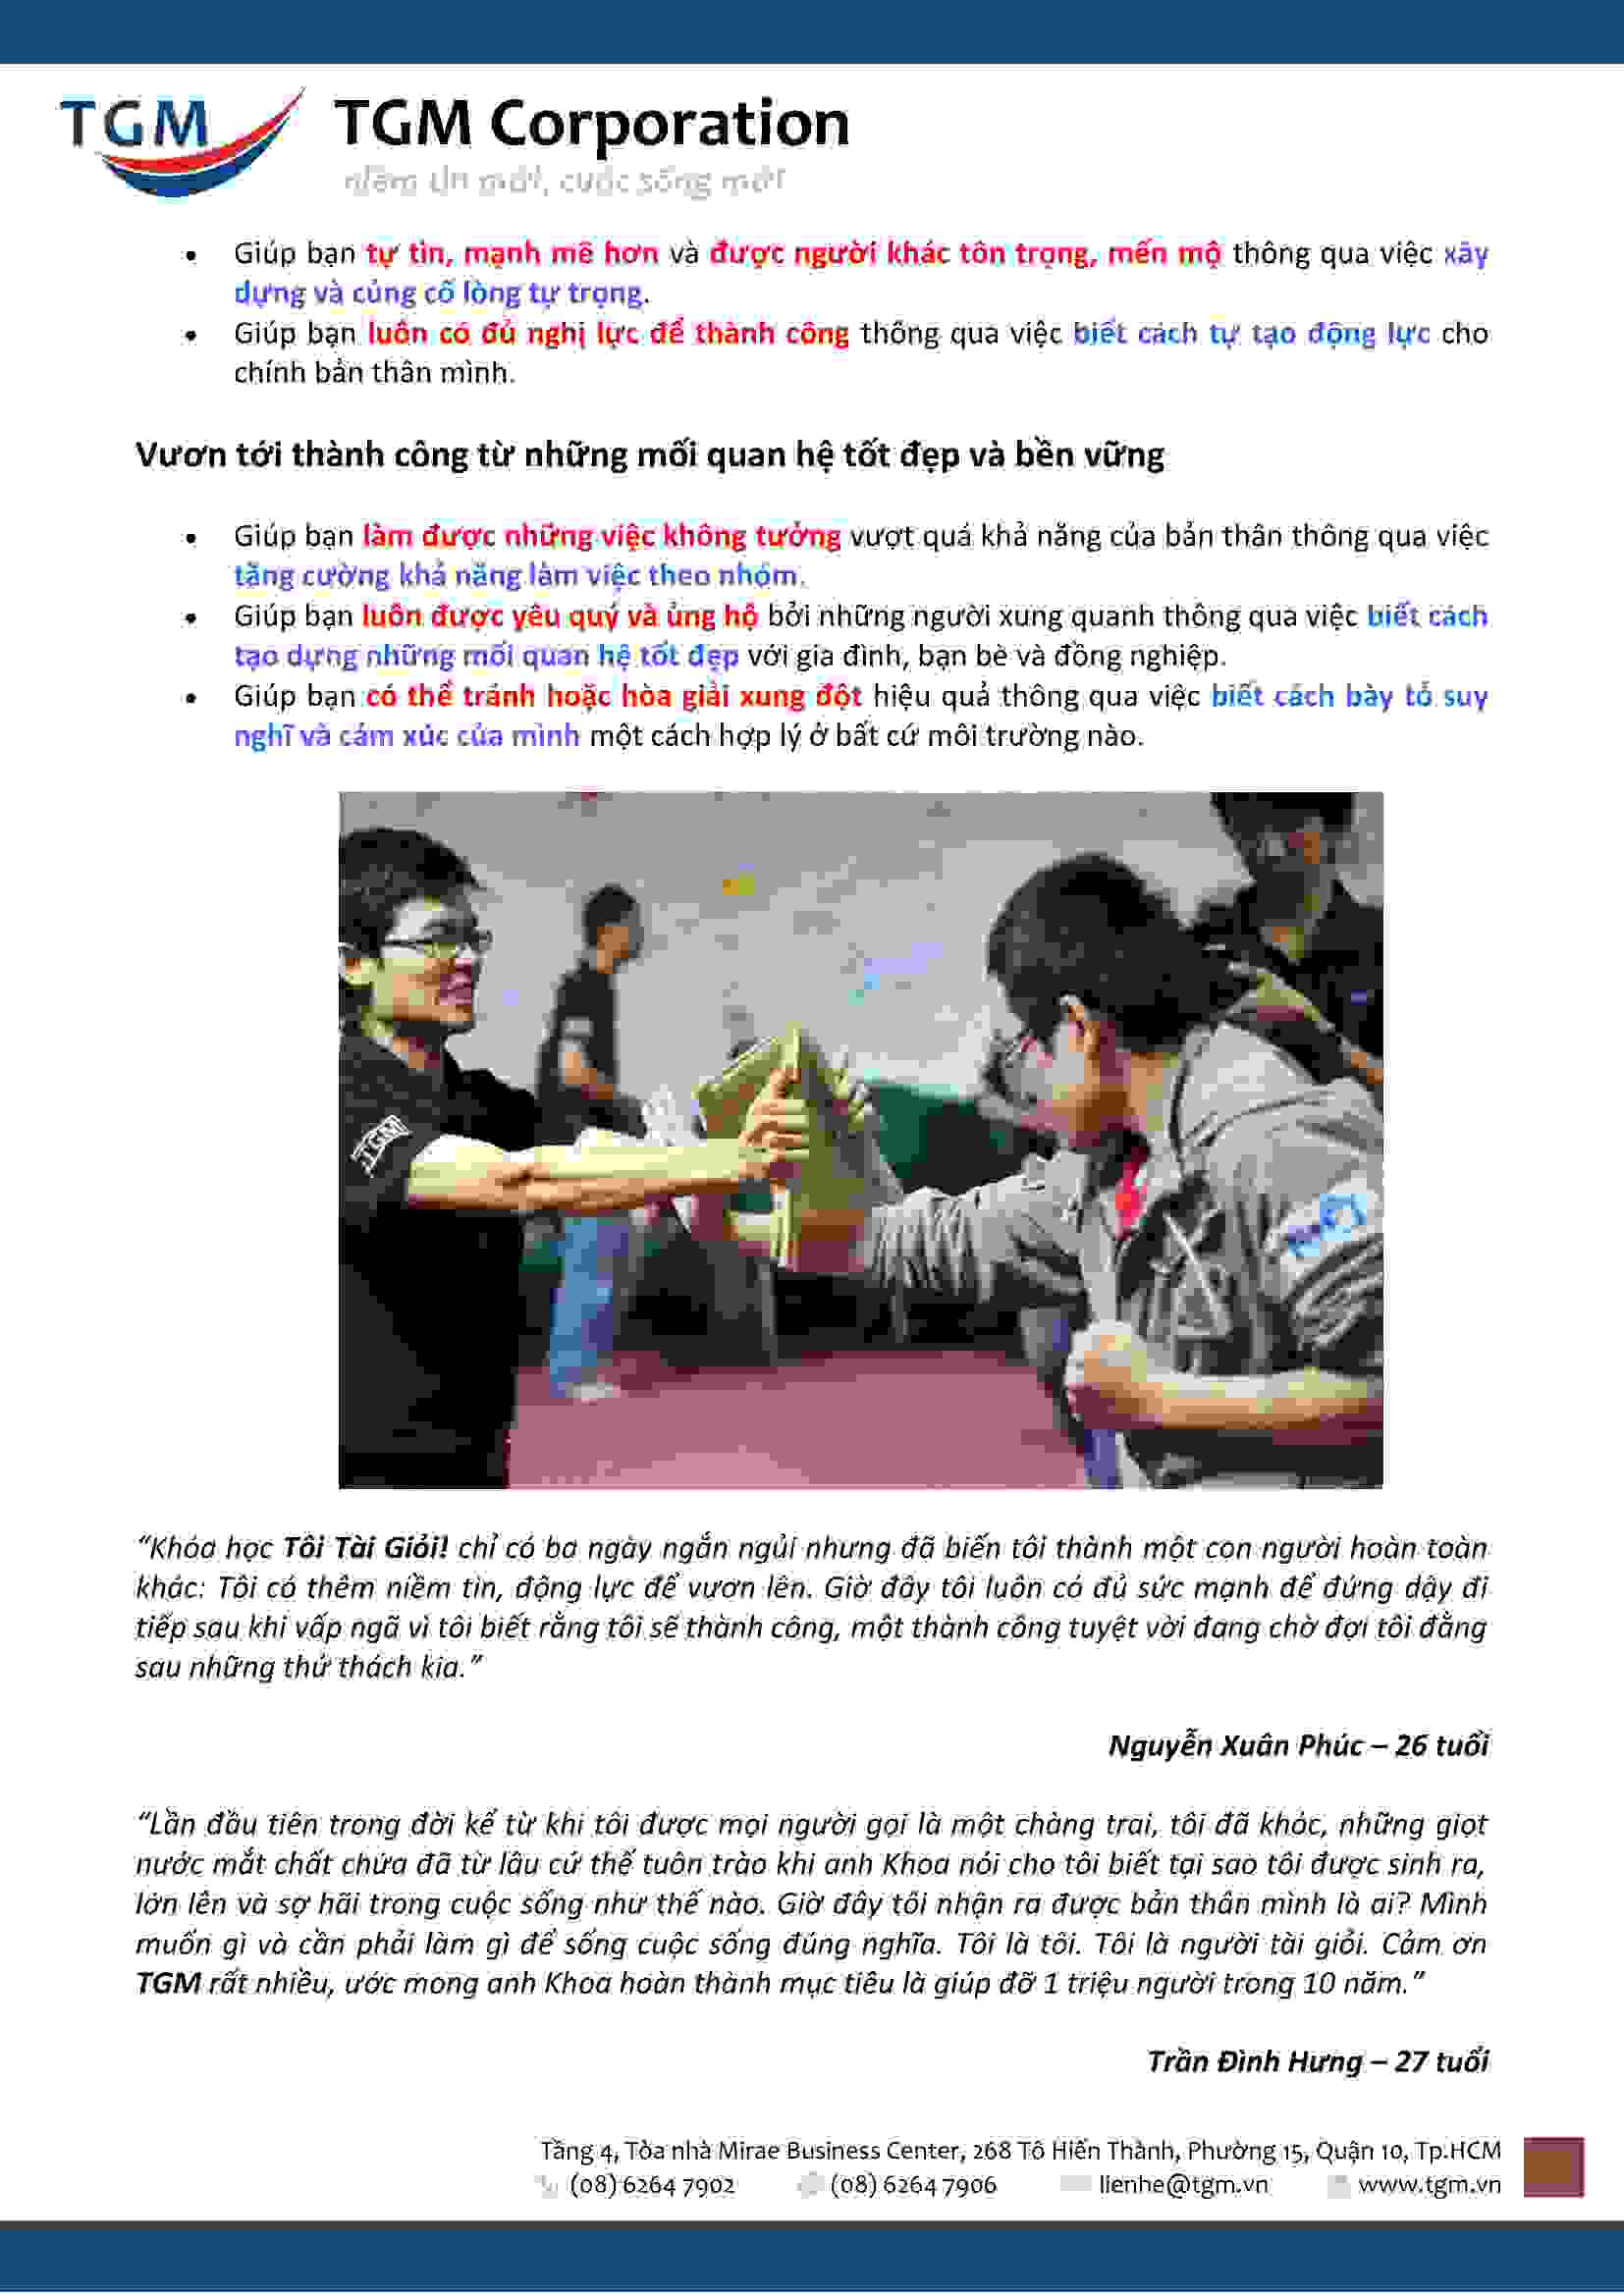 TGM
TGM Corporation
niềm tin mới, cuộc sống mới
• Giúp bạn tự tin, mạnh mẽ hơn và được người khác tôn trọng, mến mộ thông qua việc xây
dựng và củng cố lòng tự trọng.
• Giúp bạn luôn có đủ nghị lực để thành công thông qua việc biết cách tự tạo động lực cho
chính bản thân mình.
Vươn tới thành công từ những mối quan hệ tốt đẹp và bền vững
• Giúp bạn làm được những việc không tưởng vượt quá khả năng của bản thân thông qua việc
tăng cường khả năng làm việc theo nhóm.
• Giúp bạn luôn được yêu quý và ủng hộ bởi những người xung quanh thông qua việc biết cách
tạo dựng những mối quan hệ tốt đẹp với gia đình, bạn bè và đồng nghiệp.
• Giúp bạn có thể tránh hoặc hòa giải xung đột hiệu quả thông qua việc biết cách bày tỏ suy
nghĩ và cảm xúc của mình một cách hợp lý ở bất cứ môi trường nào.
TGM
“Khóa học Tôi Tài Giỏi! chỉ có ba ngày ngắn ngủi nhưng đã biến tôi thành một con người hoàn toàn
khác: Tôi có thêm niềm tin, động lực để vươn lên. Giờ đây tôi luôn có đủ sức mạnh để đứng dậy đi
tiếp sau khi vấp ngã vì tôi biết rằng tôi sẽ thành công, một thành công tuyệt vời đang chờ đợi tôi đằng
sau những thử thách kia.”
Nguyễn Xuân Phúc – 26 tuổi
“Lần đầu tiên trong đời kể từ khi tôi được mọi người gọi là một chàng trai, tôi đã khóc, những giọt
nước mắt chất chứa đã từ lâu cứ thế tuôn trào khi anh Khoa nói cho tôi biết tại sao tôi được sinh ra,
lớn lên và sợ hãi trong cuộc sống như thế nào. Giờ đây tôi nhận ra được bản thân mình là ai? Mình
muốn gì và cần phải làm gì để sống cuộc sống đúng nghĩa. Tôi là tôi. Tôi là người tài giỏi. Cảm ơn
TGM rất nhiều, ước mong anh Khoa hoàn thành mục tiêu là giúp đỡ 1 triệu người trong 10 năm.”
Trần Đình Hưng – 27 tuổi
Tầng 4, Tòa nhà Mirae Business Center, 268 Tô Hiến Thành, Phường 15, Quận 10, Tp.HCM
(08) 6264 7902 (08) 6264 7906 lienhe@tgm.vn www.tgm.vn